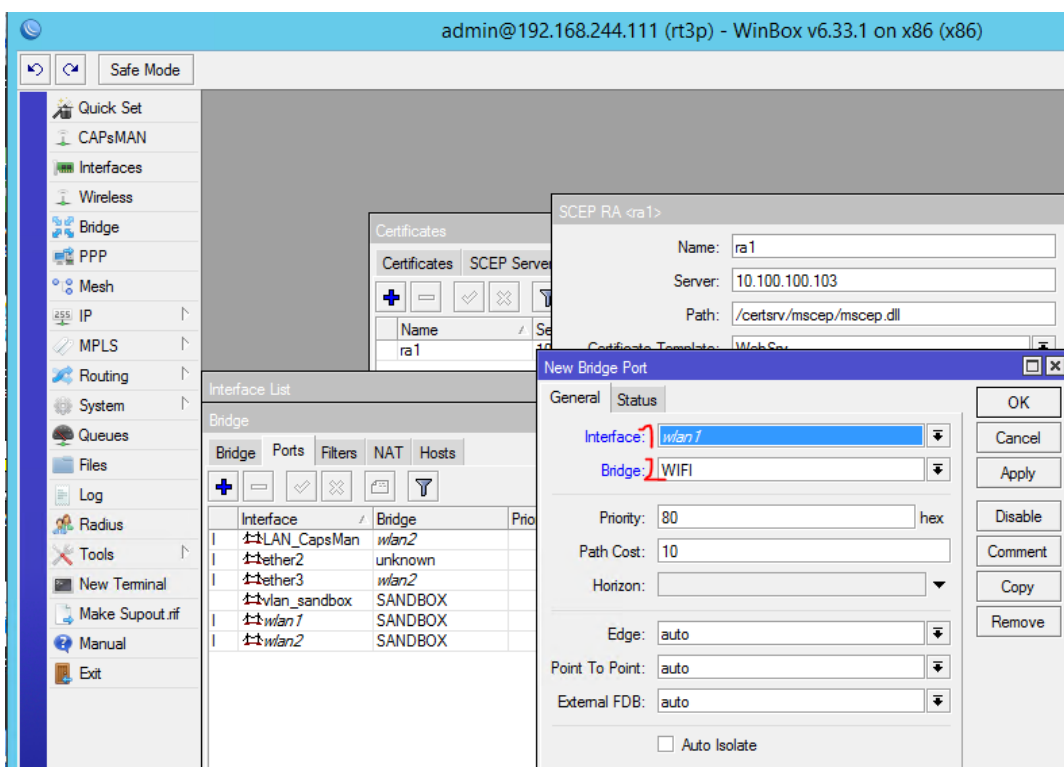 admin@192.168.244.111 (rt3p) - WinBox v6.33.1 on x86 (x86)
Safe Mode
Quick Set
CAPsMAN
Interfaces
Wireless
Bridge
PPP
Mesh
IP
MPLS
Routing
System
Queues
Files
Log
Radius
Tools
New Terminal
Make Supout.rif
Manual
Exit
Certificates
Certificates SCEP Server
Name
ra1
SCEP RA <ra1>
Name: ra1
Server: 10.100.100.103
Path: /certsrv/mscep/mscep.dll
Certificate Template: WebSrv
Interface List
Bridge
Bridge Ports Filters NAT Hosts
Interface Bridge Prio
I LAN_CapsMan wlan2
I ether2 unknown
I ether3 wlan2
vlan_sandbox SANDBOX
I wlan1 SANDBOX
I wlan2 SANDBOX
New Bridge Port
General Status
Interface: 1 wlan1
Bridge: 2 WIFI
Priority: 80 hex
Path Cost: 10
Horizon:
Edge: auto
Point To Point: auto
External FDB: auto
Auto Isolate
OK
Cancel
Apply
Disable
Comment
Copy
Remove